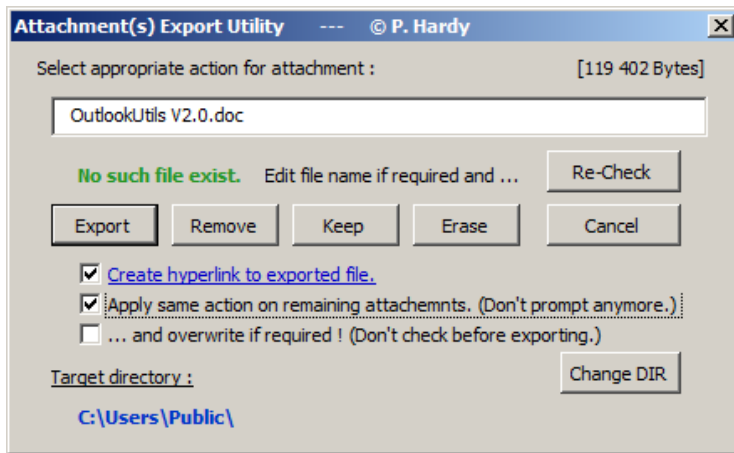 Attachment(s) Export Utility --- © P. Hardy
Select appropriate action for attachment : [119 402 Bytes]
OutlookUtils V2.0.doc
No such file exist. Edit file name if required and ... Re-Check
Export Remove Keep Erase Cancel
Create hyperlink to exported file.
Apply same action on remaining attachemnts. (Don't prompt anymore.)
... and overwrite if required ! (Don't check before exporting.)
Target directory : Change DIR
C:\Users\Public\